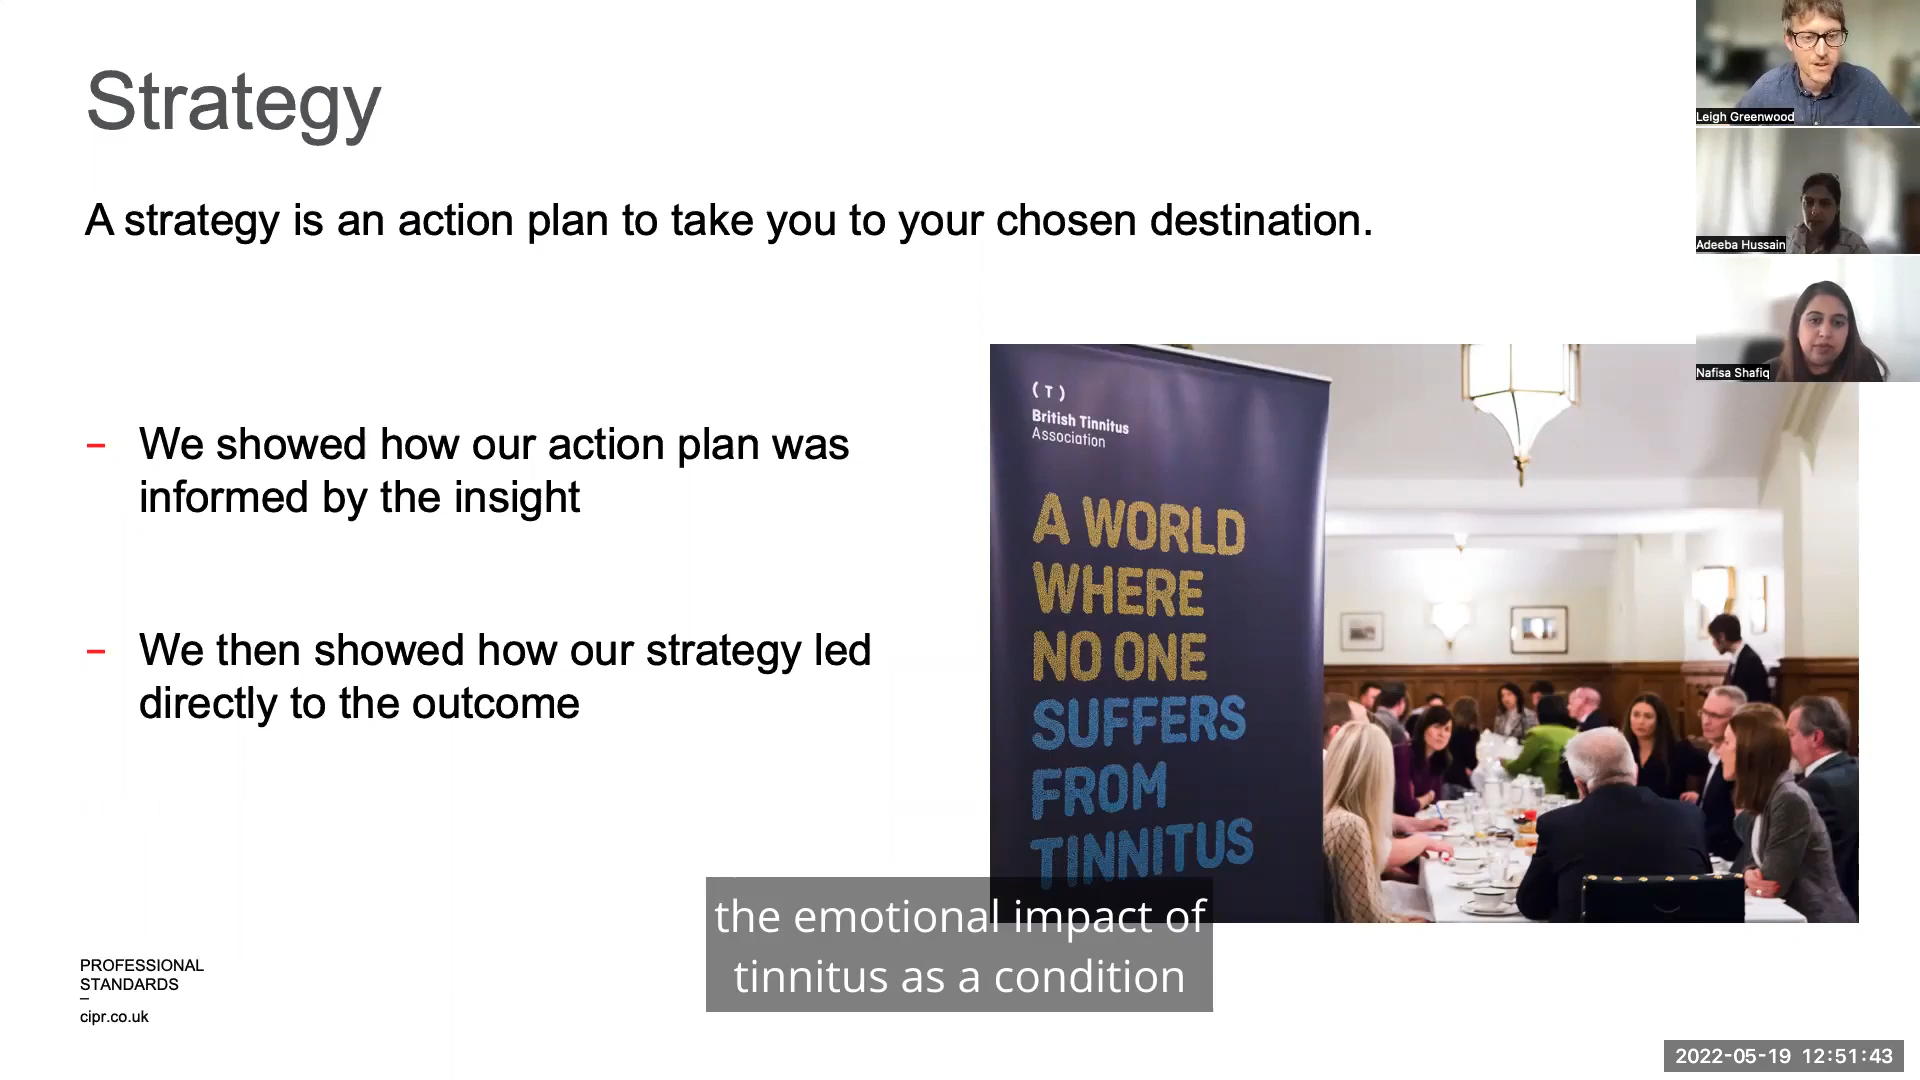 Strategy
A strategy is an action plan to take you to your chosen destination.
– We showed how our action plan was
informed by the insight
– We then showed how our strategy led
directly to the outcome
( T )
British Tinnitus
Association
A WORLD
WHERE
NO ONE
SUFFERS
FROM
TINNITUS
Leigh Greenwood
Adeeba Hussain
Nafisa Shafiq
the emotional impact of
tinnitus as a condition
PROFESSIONAL
STANDARDS
–
cipr.co.uk
2022-05-19 12:51:43